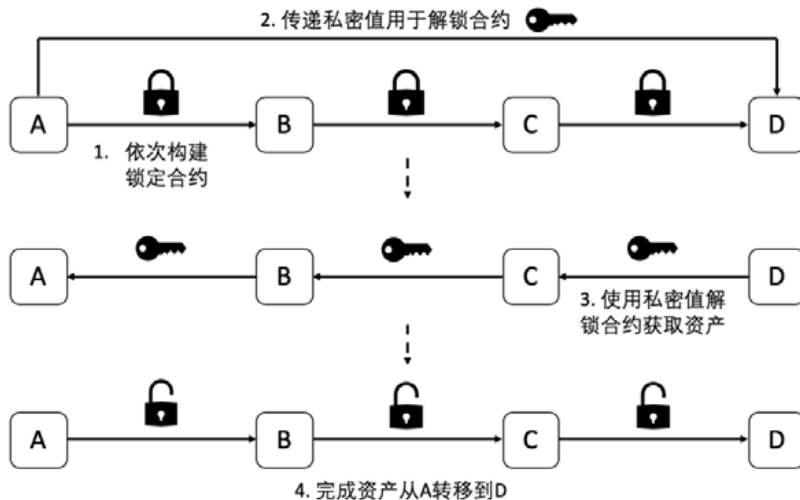 2. 传递私密值用于解锁合约
A B C D
1. 依次构建
锁定合约
A B C D
3. 使用私密值解
锁合约获取资产
A B C D
4. 完成资产从A转移到D